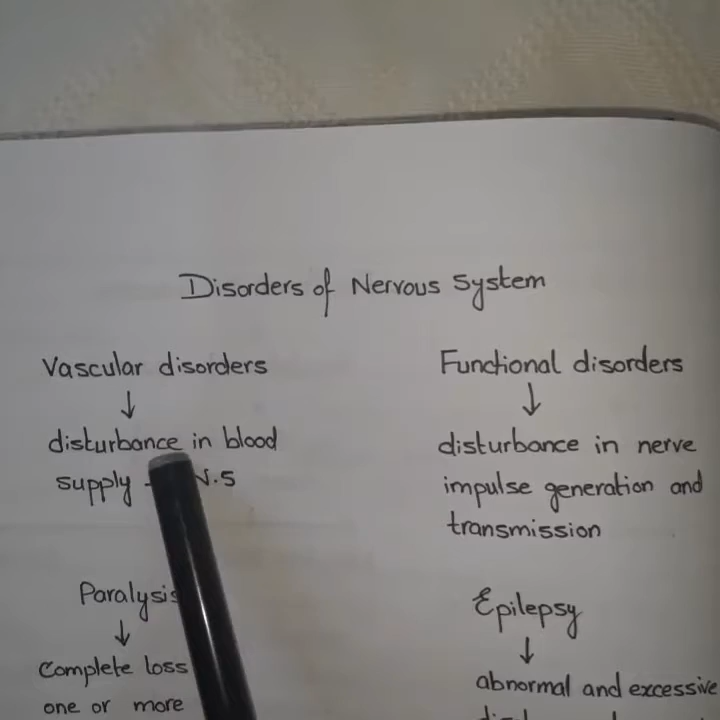 Disorders of Nervous System
Vascular disorders
↓
disturbance in blood
supply N.S
Paralysis
↓
Complete loss
one or more
Functional disorders
↓
disturbance in nerve
impulse generation and
transmission
Epilepsy
↓
abnormal and excessive